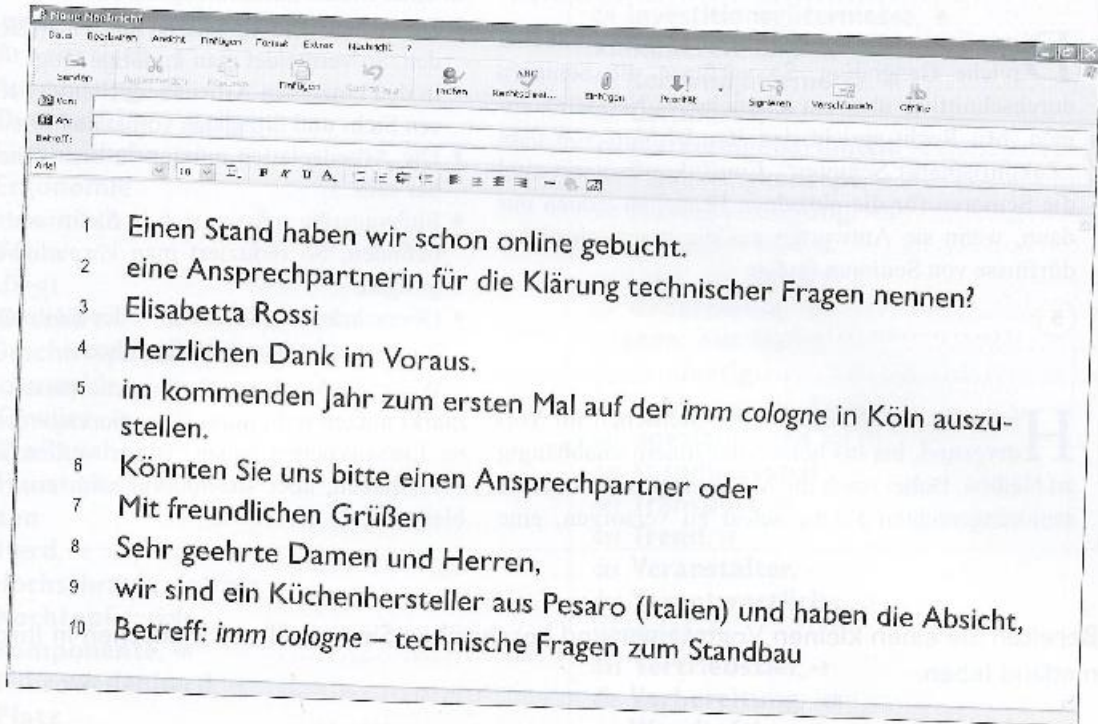 Neue Nachricht
Datei Bearbeiten Ansicht Einfügen Format Extras Nachricht ?
Senden Einfügen Suchen Rechtschrei... Einfügen Priorität Signieren Verschlüsseln Offline
Von:
An:
Betreff:
Arial 10 F K U A
Einen Stand haben wir schon online gebucht.
2 eine Ansprechpartnerin für die Klärung technischer Fragen nennen?
3 Elisabetta Rossi
4 Herzlichen Dank im Voraus.
5 im kommenden Jahr zum ersten Mal auf der imm cologne in Köln auszu-
stellen.
6 Könnten Sie uns bitte einen Ansprechpartner oder
7 Mit freundlichen Grüßen
8 Sehr geehrte Damen und Herren,
9 wir sind ein Küchenhersteller aus Pesaro (Italien) und haben die Absicht,
10 Betreff: imm cologne – technische Fragen zum Standbau